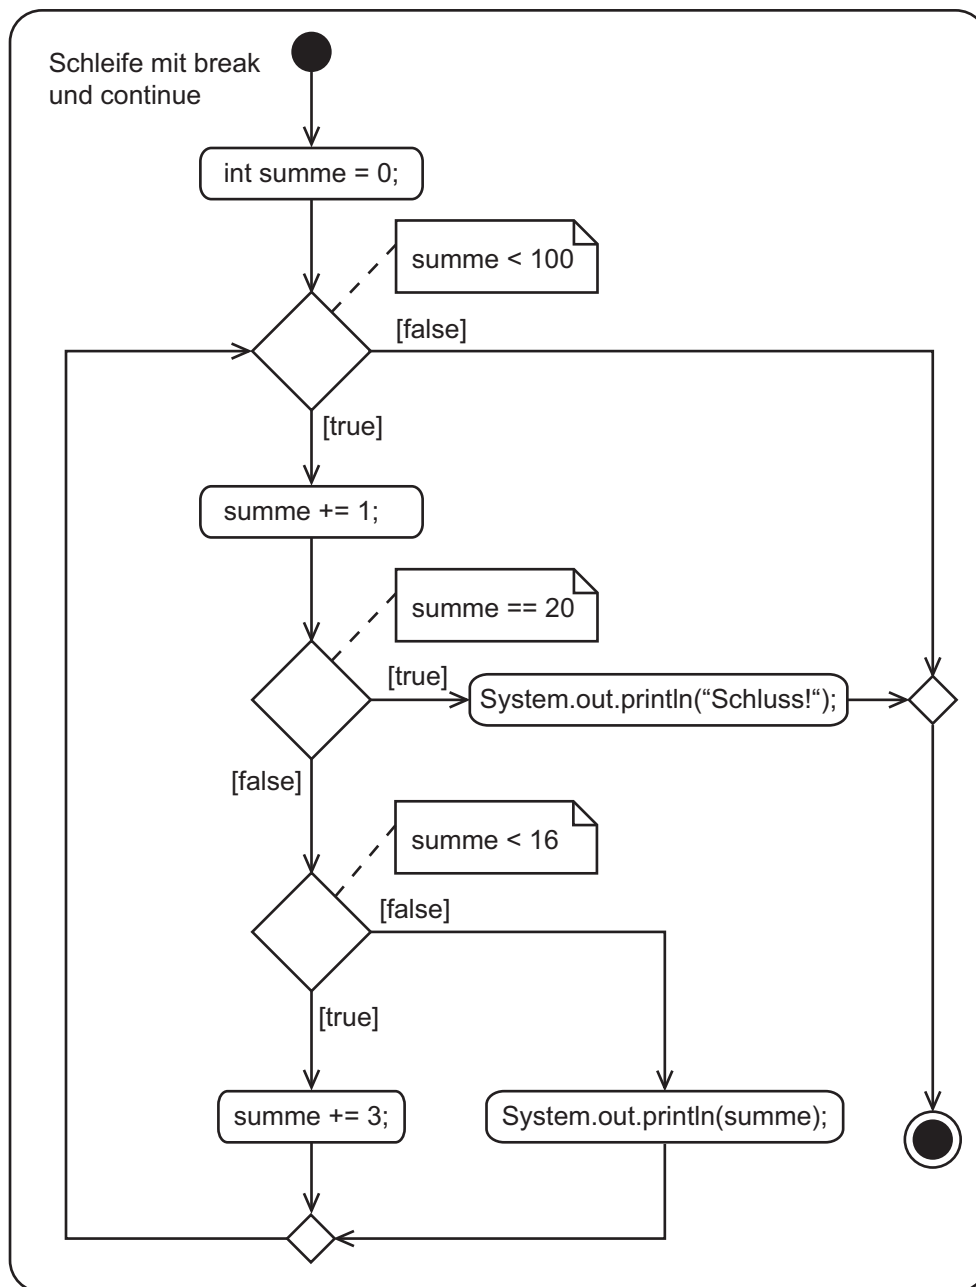 Schleife mit break
und continue
int summe = 0;
summe < 100
[false]
[true]
summe += 1;
summe == 20
[true]
System.out.println(“Schluss!“);
[false]
summe < 16
[false]
[true]
summe += 3;
System.out.println(summe);